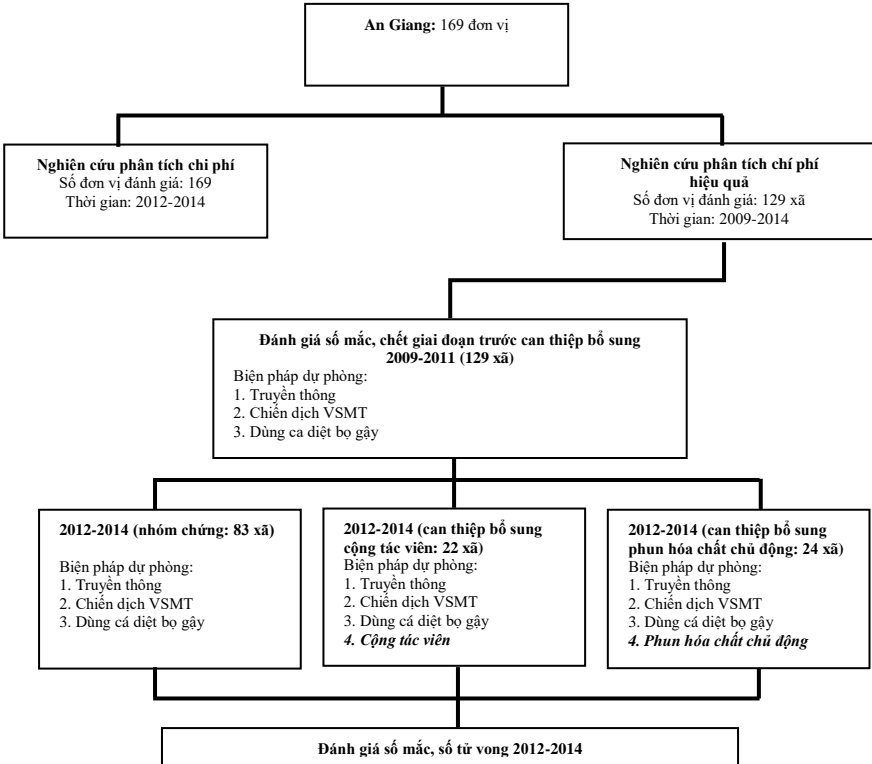 An Giang: 169 đơn vị
Nghiên cứu phân tích chi phí
Số đơn vị đánh giá: 169
Thời gian: 2012-2014
Nghiên cứu phân tích chí phí
hiệu quả
Số đơn vị đánh giá: 129 xã
Thời gian: 2009-2014
Đánh giá số mắc, chết giai đoạn trước can thiệp bổ sung
2009-2011 (129 xã)
Biện pháp dự phòng:
1. Truyền thông
2. Chiến dịch VSMT
3. Dùng ca diệt bọ gậy
2012-2014 (nhóm chứng: 83 xã)
Biện pháp dự phòng:
1. Truyền thông
2. Chiến dịch VSMT
3. Dùng cá diệt bọ gậy
2012-2014 (can thiệp bổ sung
cộng tác viên: 22 xã)
Biện pháp dự phòng:
1. Truyền thông
2. Chiến dịch VSMT
3. Dùng cá diệt bọ gậy
4. Cộng tác viên
2012-2014 (can thiệp bổ sung
phun hóa chất chủ động: 24 xã)
Biện pháp dự phòng:
1. Truyền thông
2. Chiến dịch VSMT
3. Dùng cá diệt bọ gậy
4. Phun hóa chất chủ động
Đánh giá số mắc, số tử vong 2012-2014